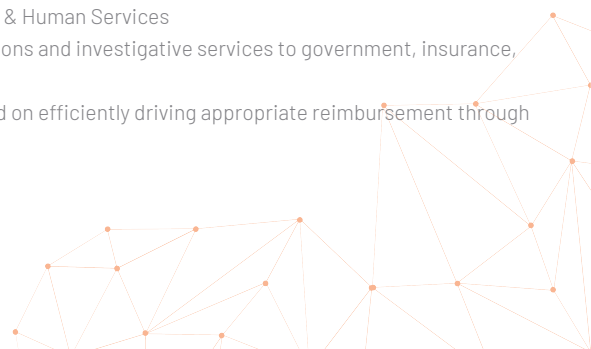 & Human Services
ons and investigative services to government, insurance,
d on efficiently driving appropriate reimbursement through